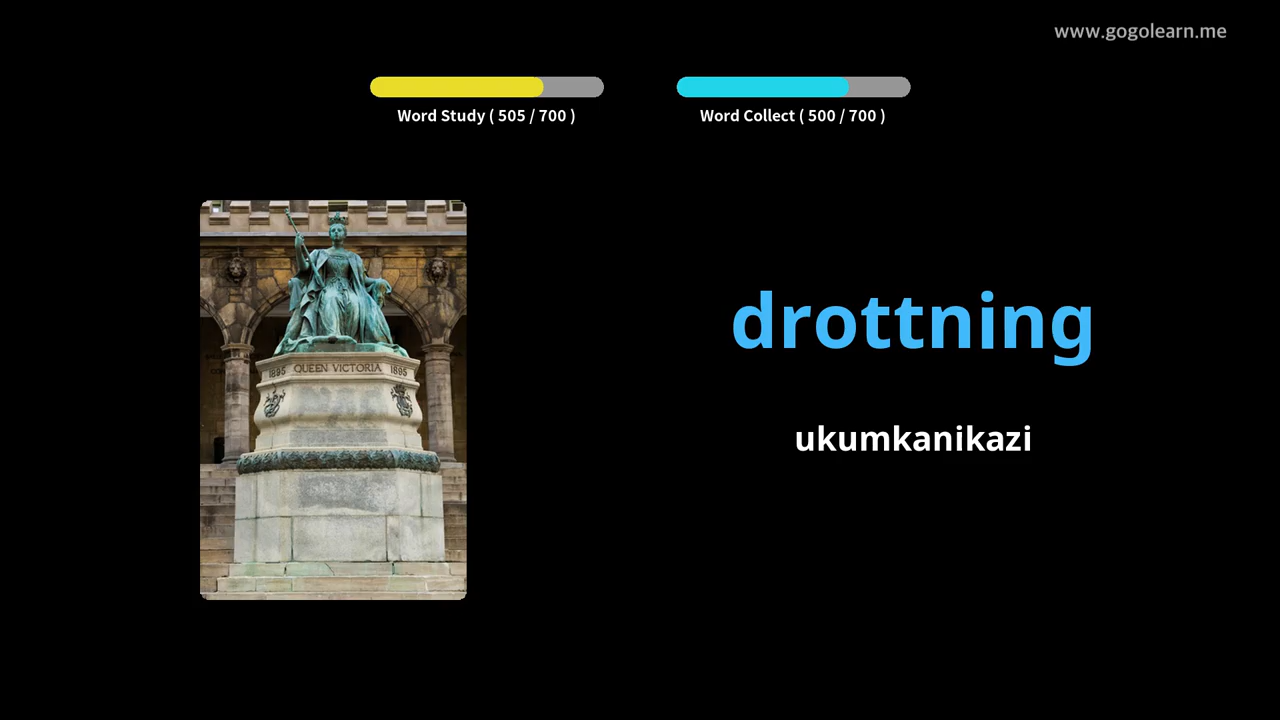 www.gogolearn.me
Word Study ( 505 / 700 )
Word Collect ( 500 / 700 )
1895 QUEEN VICTORIA 1895
drottning
ukumkanikazi